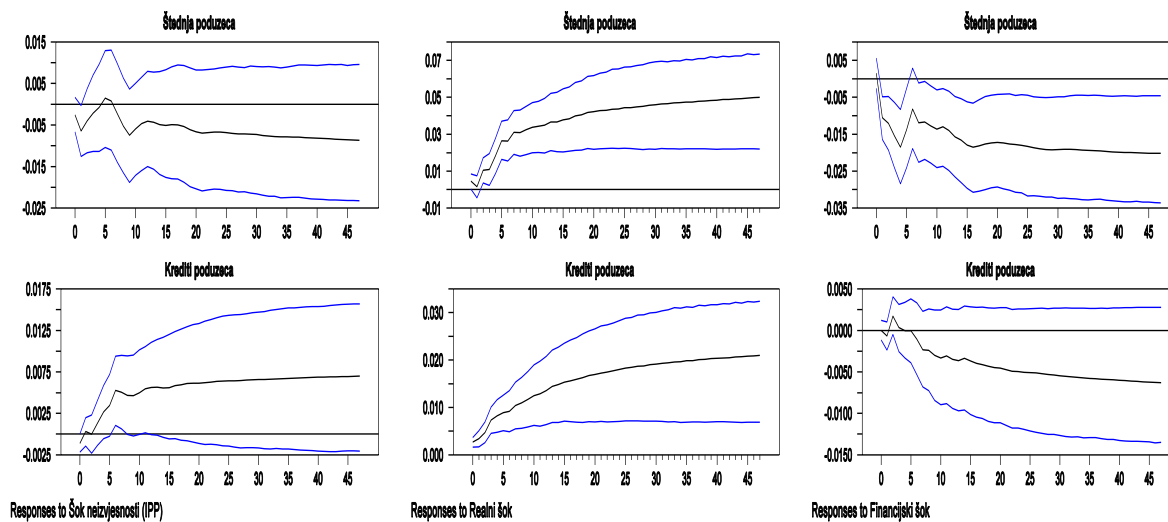 Štednja poduzeca
Štednja poduzeca
Štednja poduzeca
0.015
0.005
-0.005
-0.015
-0.025
0 5 10 15 20 25 30 35 40 45
0.07
0.05
0.03
0.01
-0.01
0 5 10 15 20 25 30 35 40 45
0.005
-0.005
-0.015
-0.025
-0.035
0 5 10 15 20 25 30 35 40 45
Krediti poduzeca
Krediti poduzeca
Krediti poduzeca
0.0175
0.0125
0.0075
0.0025
-0.0025
0 5 10 15 20 25 30 35 40 45
0.030
0.020
0.010
0.000
0 5 10 15 20 25 30 35 40 45
0.0050
0.0000
-0.0050
-0.0100
-0.0150
0 5 10 15 20 25 30 35 40 45
Responses to Šok neizvjesnosti (IPP)
Responses to Realni šok
Responses to Financijski šok